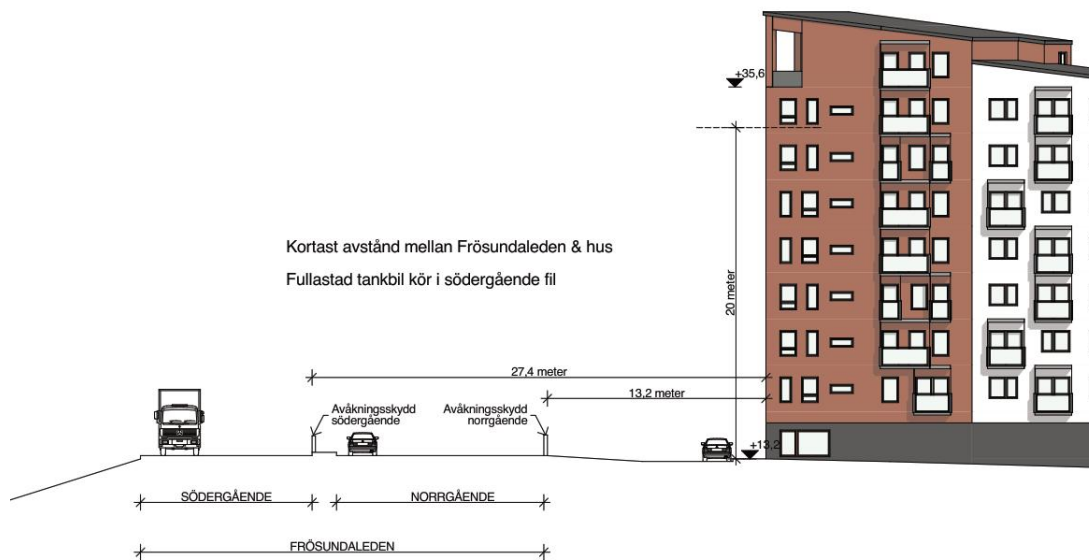 +35,6
Kortast avstånd mellan Frösundaleden & hus
Fullastad tankbil kör i södergående fil
20 meter
27,4 meter
13,2 meter
Avåkningsskydd
södergående
Avåkningsskydd
norrgående
+13,2
SÖDERGÅENDE
NORRGÅENDE
FRÖSUNDALEDEN